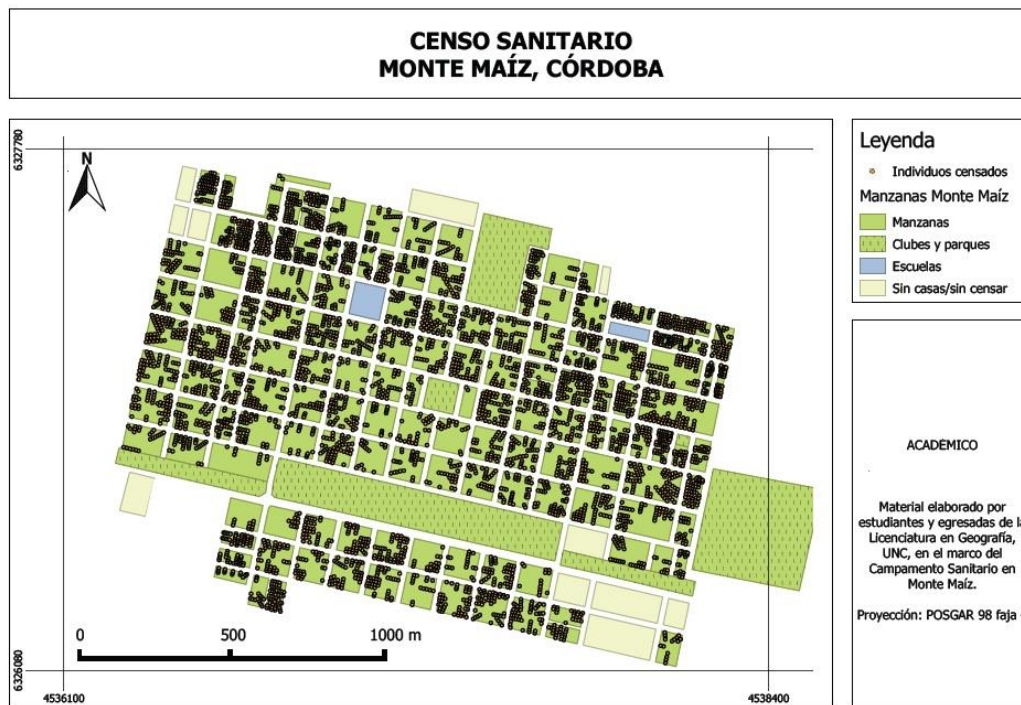 CENSO SANITARIO
MONTE MAÍZ, CÓRDOBA
6327780
N
6326080
0 500 1000 m
4536100 4538400
Leyenda
Individuos censados
Manzanas Monte Maíz
Manzanas
Clubes y parques
Escuelas
Sin casas/sin censar
ACADÉMICO
Material elaborado por
estudiantes y egresadas de la
Licenciatura en Geografía,
UNC, en el marco del
Campamento Sanitario en
Monte Maíz.
Proyección: POSGAR 98 faja